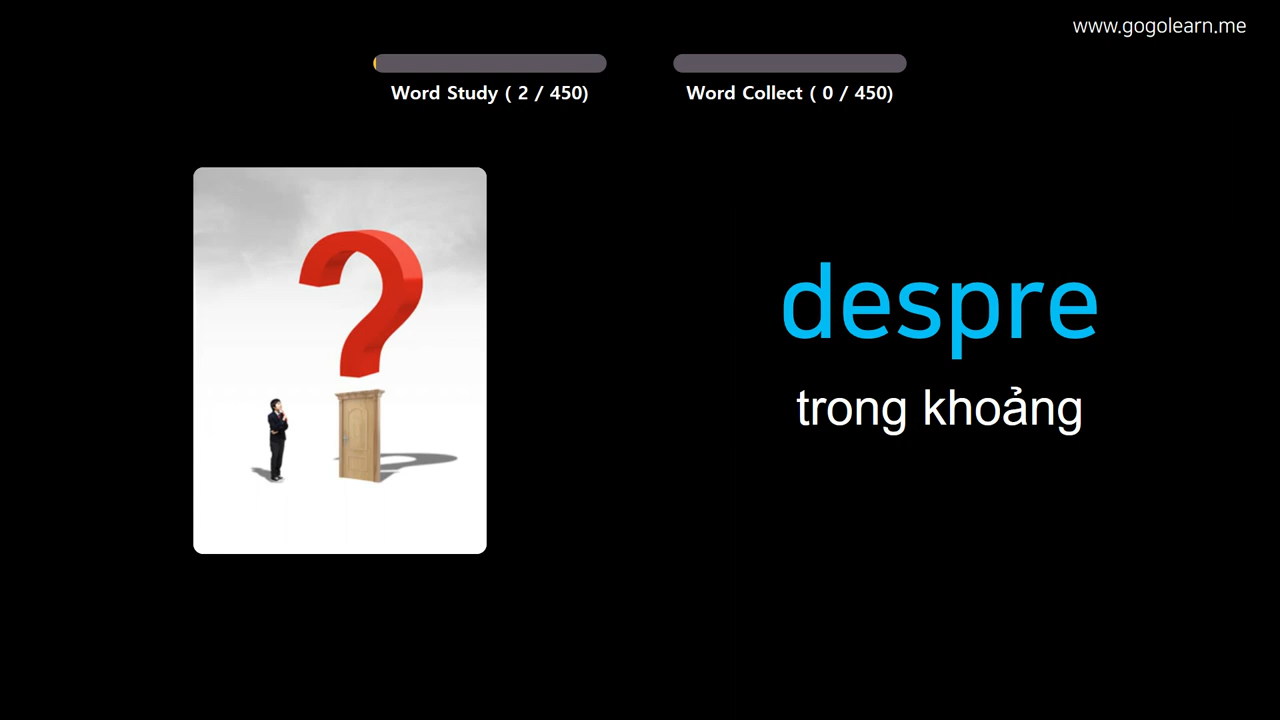 www.gogolearn.me
Word Study ( 2 / 450)
Word Collect ( 0 / 450)
despre
trong khoảng